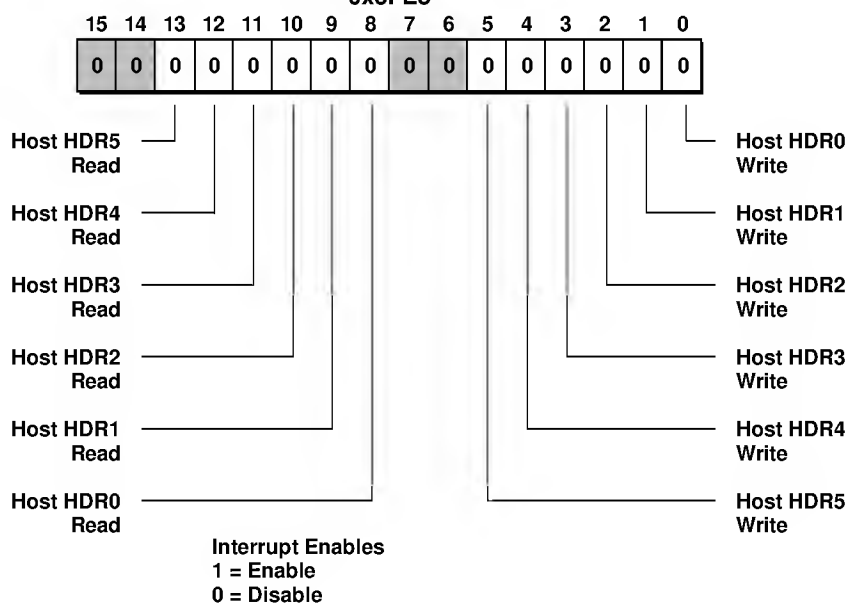 15 14 13 12 11 10 9 8 7 6 5 4 3 2 1 0
0 0 0 0 0 0 0 0 0 0 0 0 0 0 0 0
Host HDR5
Read
Host HDR0
Write
Host HDR4
Read
Host HDR1
Write
Host HDR3
Read
Host HDR2
Write
Host HDR2
Read
Host HDR3
Write
Host HDR1
Read
Host HDR4
Write
Host HDR0
Read
Host HDR5
Write
Interrupt Enables
1 = Enable
0 = Disable